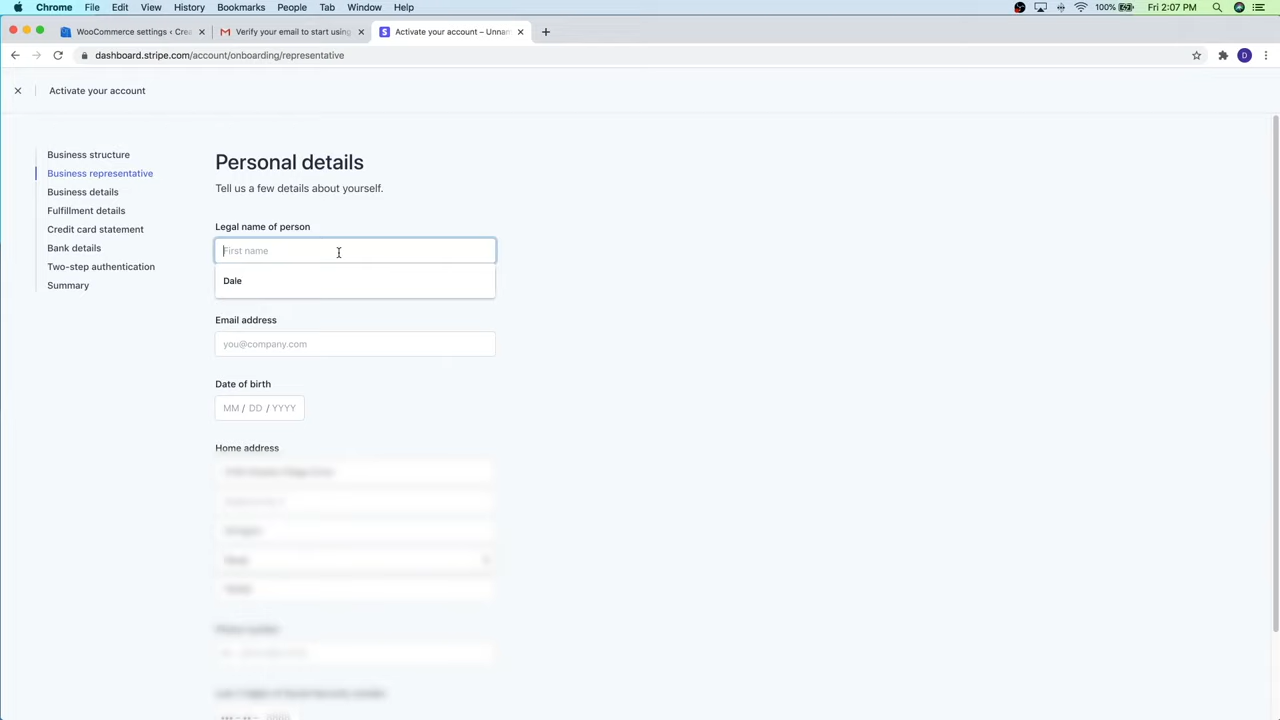 Chrome File Edit View History Bookmarks People Tab Window Help 100% Fri 2:07 AM
WooCommerce settings ‹ Crea
Verify your email to start using
Activate your account – Unnam
dashboard.stripe.com/account/onboarding/representative
D
Activate your account
Business structure
Business representative
Business details
Fulfillment details
Credit card statement
Bank details
Two-step authentication
Summary
Personal details
Tell us a few details about yourself.
Legal name of person
First name
Dale
Email address
you@company.com
Date of birth
MM / DD / YYYY
Home address